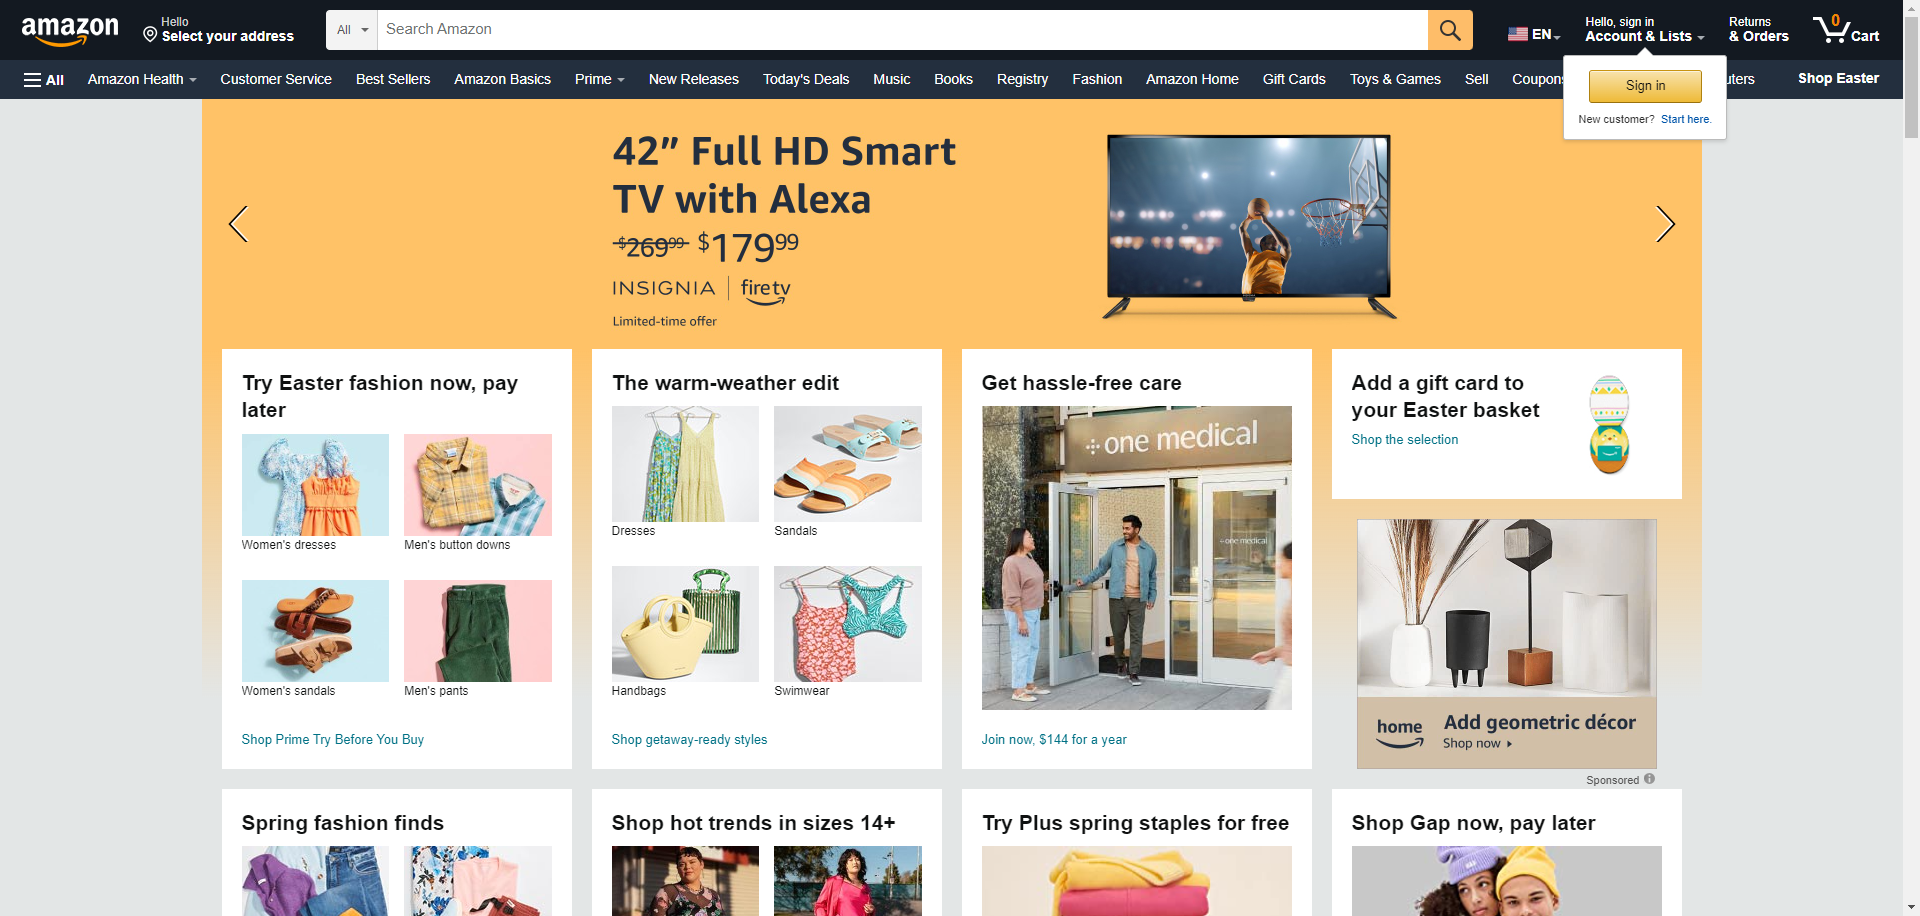 amazon
Hello
Select your address
All
Search Amazon
EN
Hello, sign in
Account & Lists
Returns
& Orders
0
Cart
All
Amazon Health
Customer Service
Best Sellers
Amazon Basics
Prime
New Releases
Today's Deals
Music
Books
Registry
Fashion
Amazon Home
Gift Cards
Toys & Games
Sell
Shop Easter
Sign in
New customer? Start here.
42” Full HD Smart
TV with Alexa
$26999 $17999
INSIGNIA | fire tv
Limited-time offer
Try Easter fashion now, pay
later
Women's dresses
Men's button downs
Women's sandals
Men's pants
Shop Prime Try Before You Buy
The warm-weather edit
Dresses
Sandals
Handbags
Swimwear
Shop getaway-ready styles
Get hassle-free care
one medical
one medical
Join now, $144 for a year
Add a gift card to
your Easter basket
Shop the selection
home
Add geometric décor
Shop now
Sponsored
Spring fashion finds
Shop hot trends in sizes 14+
Try Plus spring staples for free
Shop Gap now, pay later